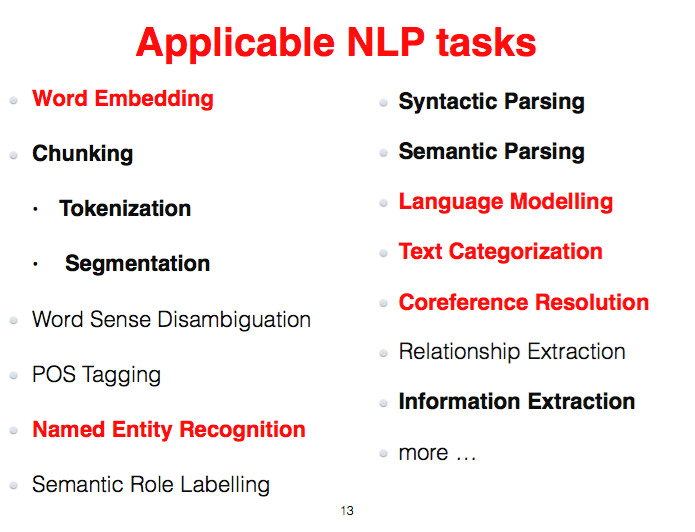 Applicable NLP tasks
Word Embedding
Chunking
Tokenization
Segmentation
Word Sense Disambiguation
POS Tagging
Named Entity Recognition
Semantic Role Labelling
Syntactic Parsing
Semantic Parsing
Language Modelling
Text Categorization
Coreference Resolution
Relationship Extraction
Information Extraction
more …
13